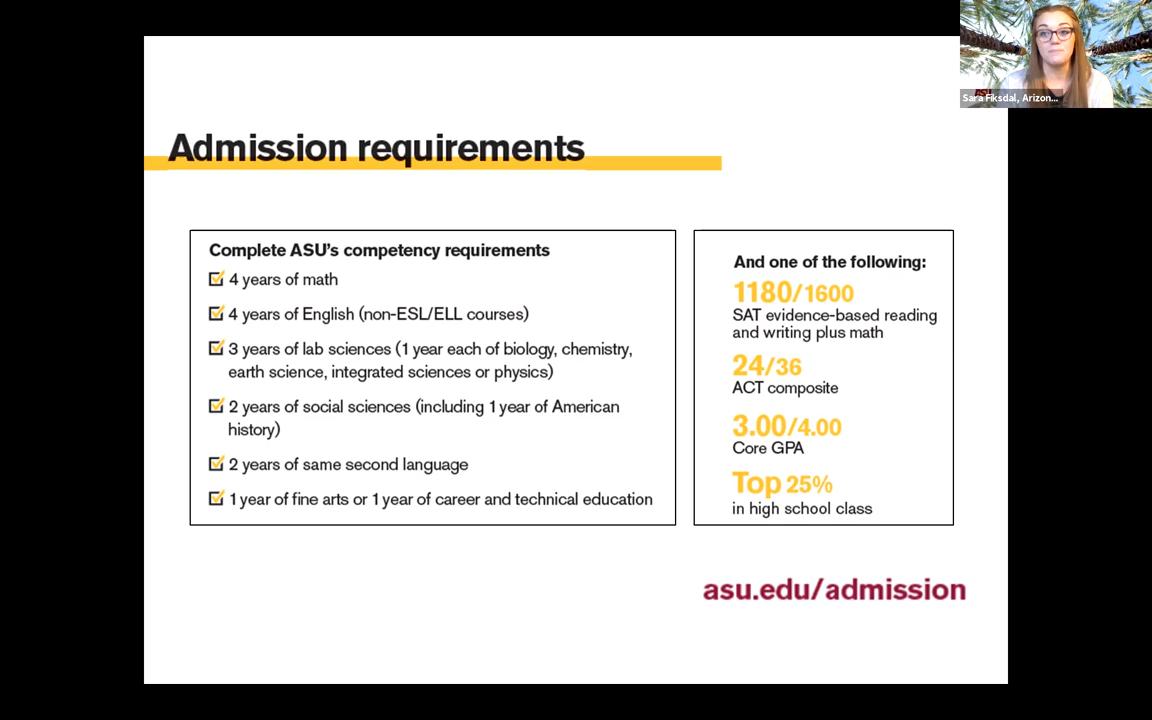 Admission requirements
Complete ASU's competency requirements
4 years of math
4 years of English (non-ESL/ELL courses)
3 years of lab sciences (1 year each of biology, chemistry,
earth science, integrated sciences or physics)
2 years of social sciences (including 1 year of American
history)
2 years of same second language
1 year of fine arts or 1 year of career and technical education
And one of the following:
1180/1600
SAT evidence-based reading
and writing plus math
24/36
ACT composite
3.00/4.00
Core GPA
Top 25%
in high school class
asu.edu/admission
ASU
Sara Fiksdal, Arizon...